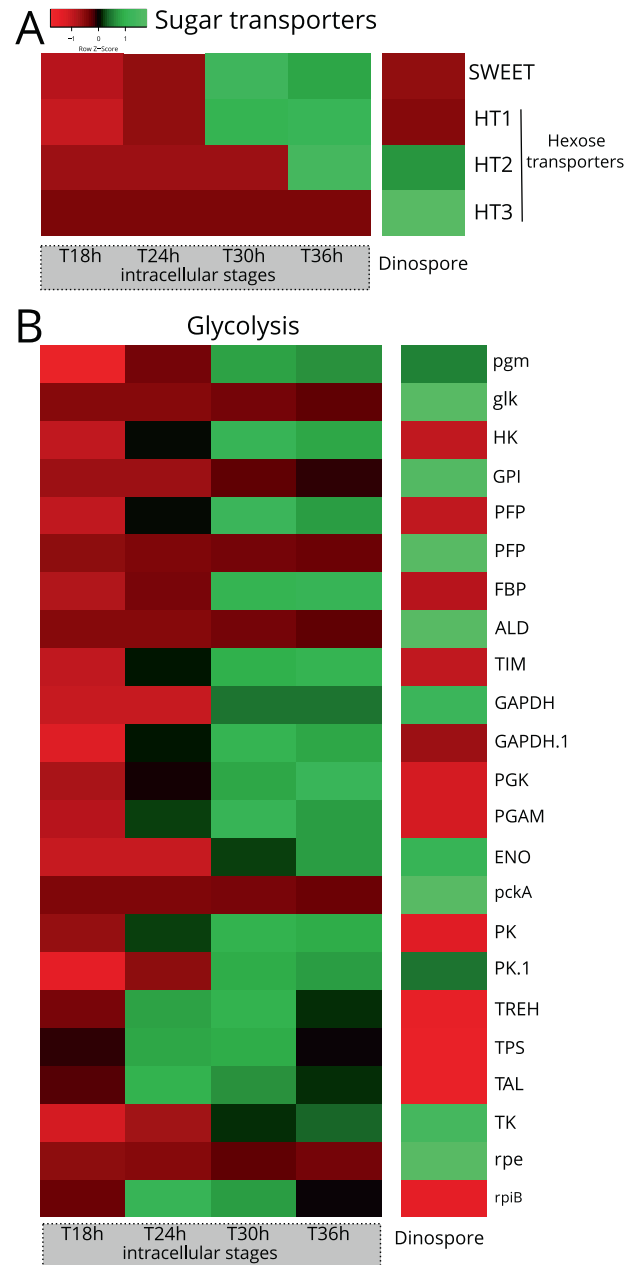 A
Sugar transporters
−1 0 1
Row Z−Score
SWEET
HT1
HT2
HT3
Hexose
transporters
T18h T24h T30h T36h
intracellular stages
Dinospore
B
Glycolysis
pgm
glk
HK
GPI
PFP
PFP
FBP
ALD
TIM
GAPDH
GAPDH.1
PGK
PGAM
ENO
pckA
PK
PK.1
TREH
TPS
TAL
TK
rpe
rpiB
T18h T24h T30h T36h
intracellular stages
Dinospore